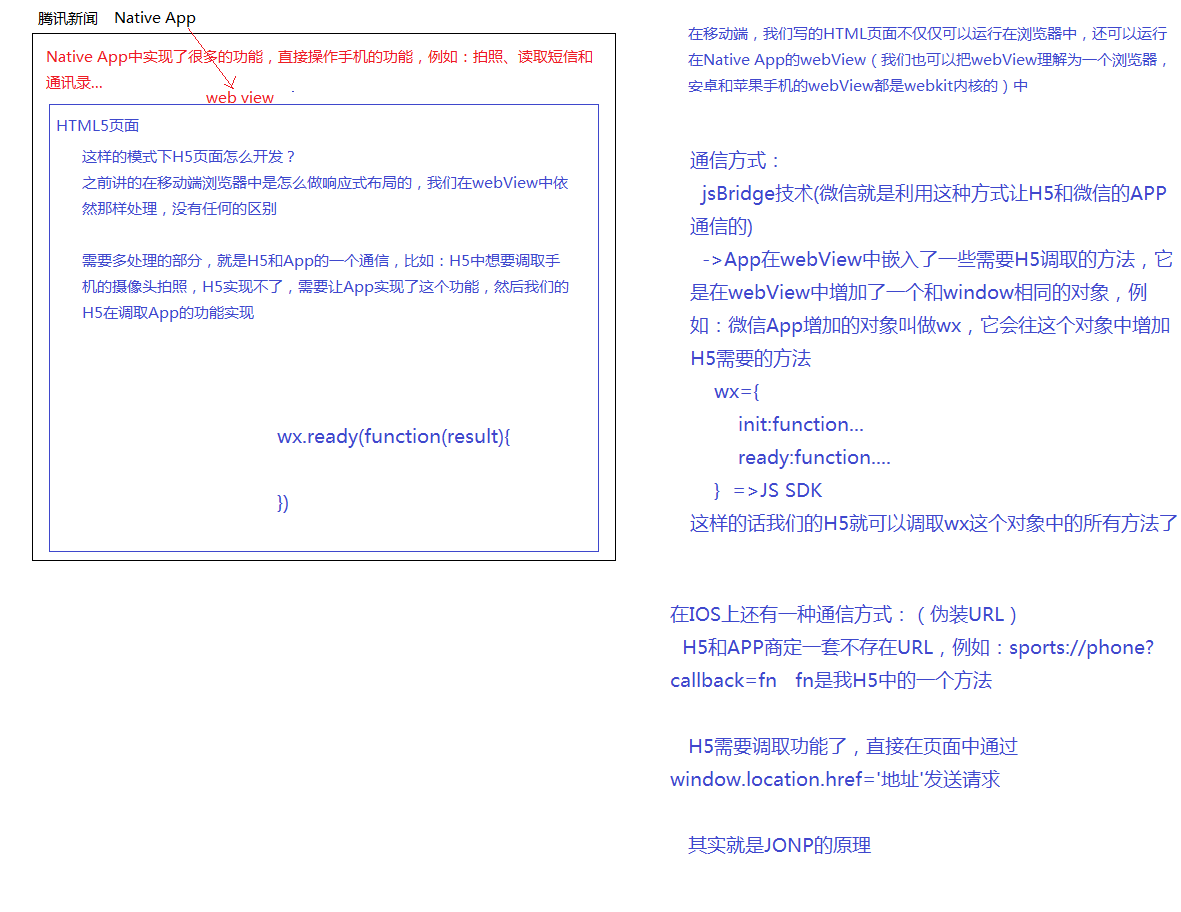 腾讯新闻 Native App
Native App中实现了很多的功能，直接操作手机的功能，例如：拍照、读取短信和
通讯录...
web view
HTML5页面
这样的模式下H5页面怎么开发？
之前讲的在移动端浏览器中是怎么做响应式布局的，我们在webView中依
然那样处理，没有任何的区别
需要多处理的部分，就是H5和App的一个通信，比如：H5中想要调取手
机的摄像头拍照，H5实现不了，需要让App实现了这个功能，然后我们的
H5在调取App的功能实现
wx.ready(function(result){
})
在移动端，我们写的HTML页面不仅仅可以运行在浏览器中，还可以运行
在Native App的webView（我们也可以把webView理解为一个浏览器，
安卓和苹果手机的webView都是webkit内核的）中
通信方式：
jsBridge技术(微信就是利用这种方式让H5和微信的APP
通信的)
->App在webView中嵌入了一些需要H5调取的方法，它
是在webView中增加了一个和window相同的对象，例
如：微信App增加的对象叫做wx，它会往这个对象中增加
H5需要的方法
wx={
init:function...
ready:function....
} =>JS SDK
这样的话我们的H5就可以调取wx这个对象中的所有方法了
在IOS上还有一种通信方式：（伪装URL）
H5和APP商定一套不存在URL，例如：sports://phone?
callback=fn fn是我H5中的一个方法
H5需要调取功能了，直接在页面中通过
window.location.href='地址'发送请求
其实就是JONP的原理